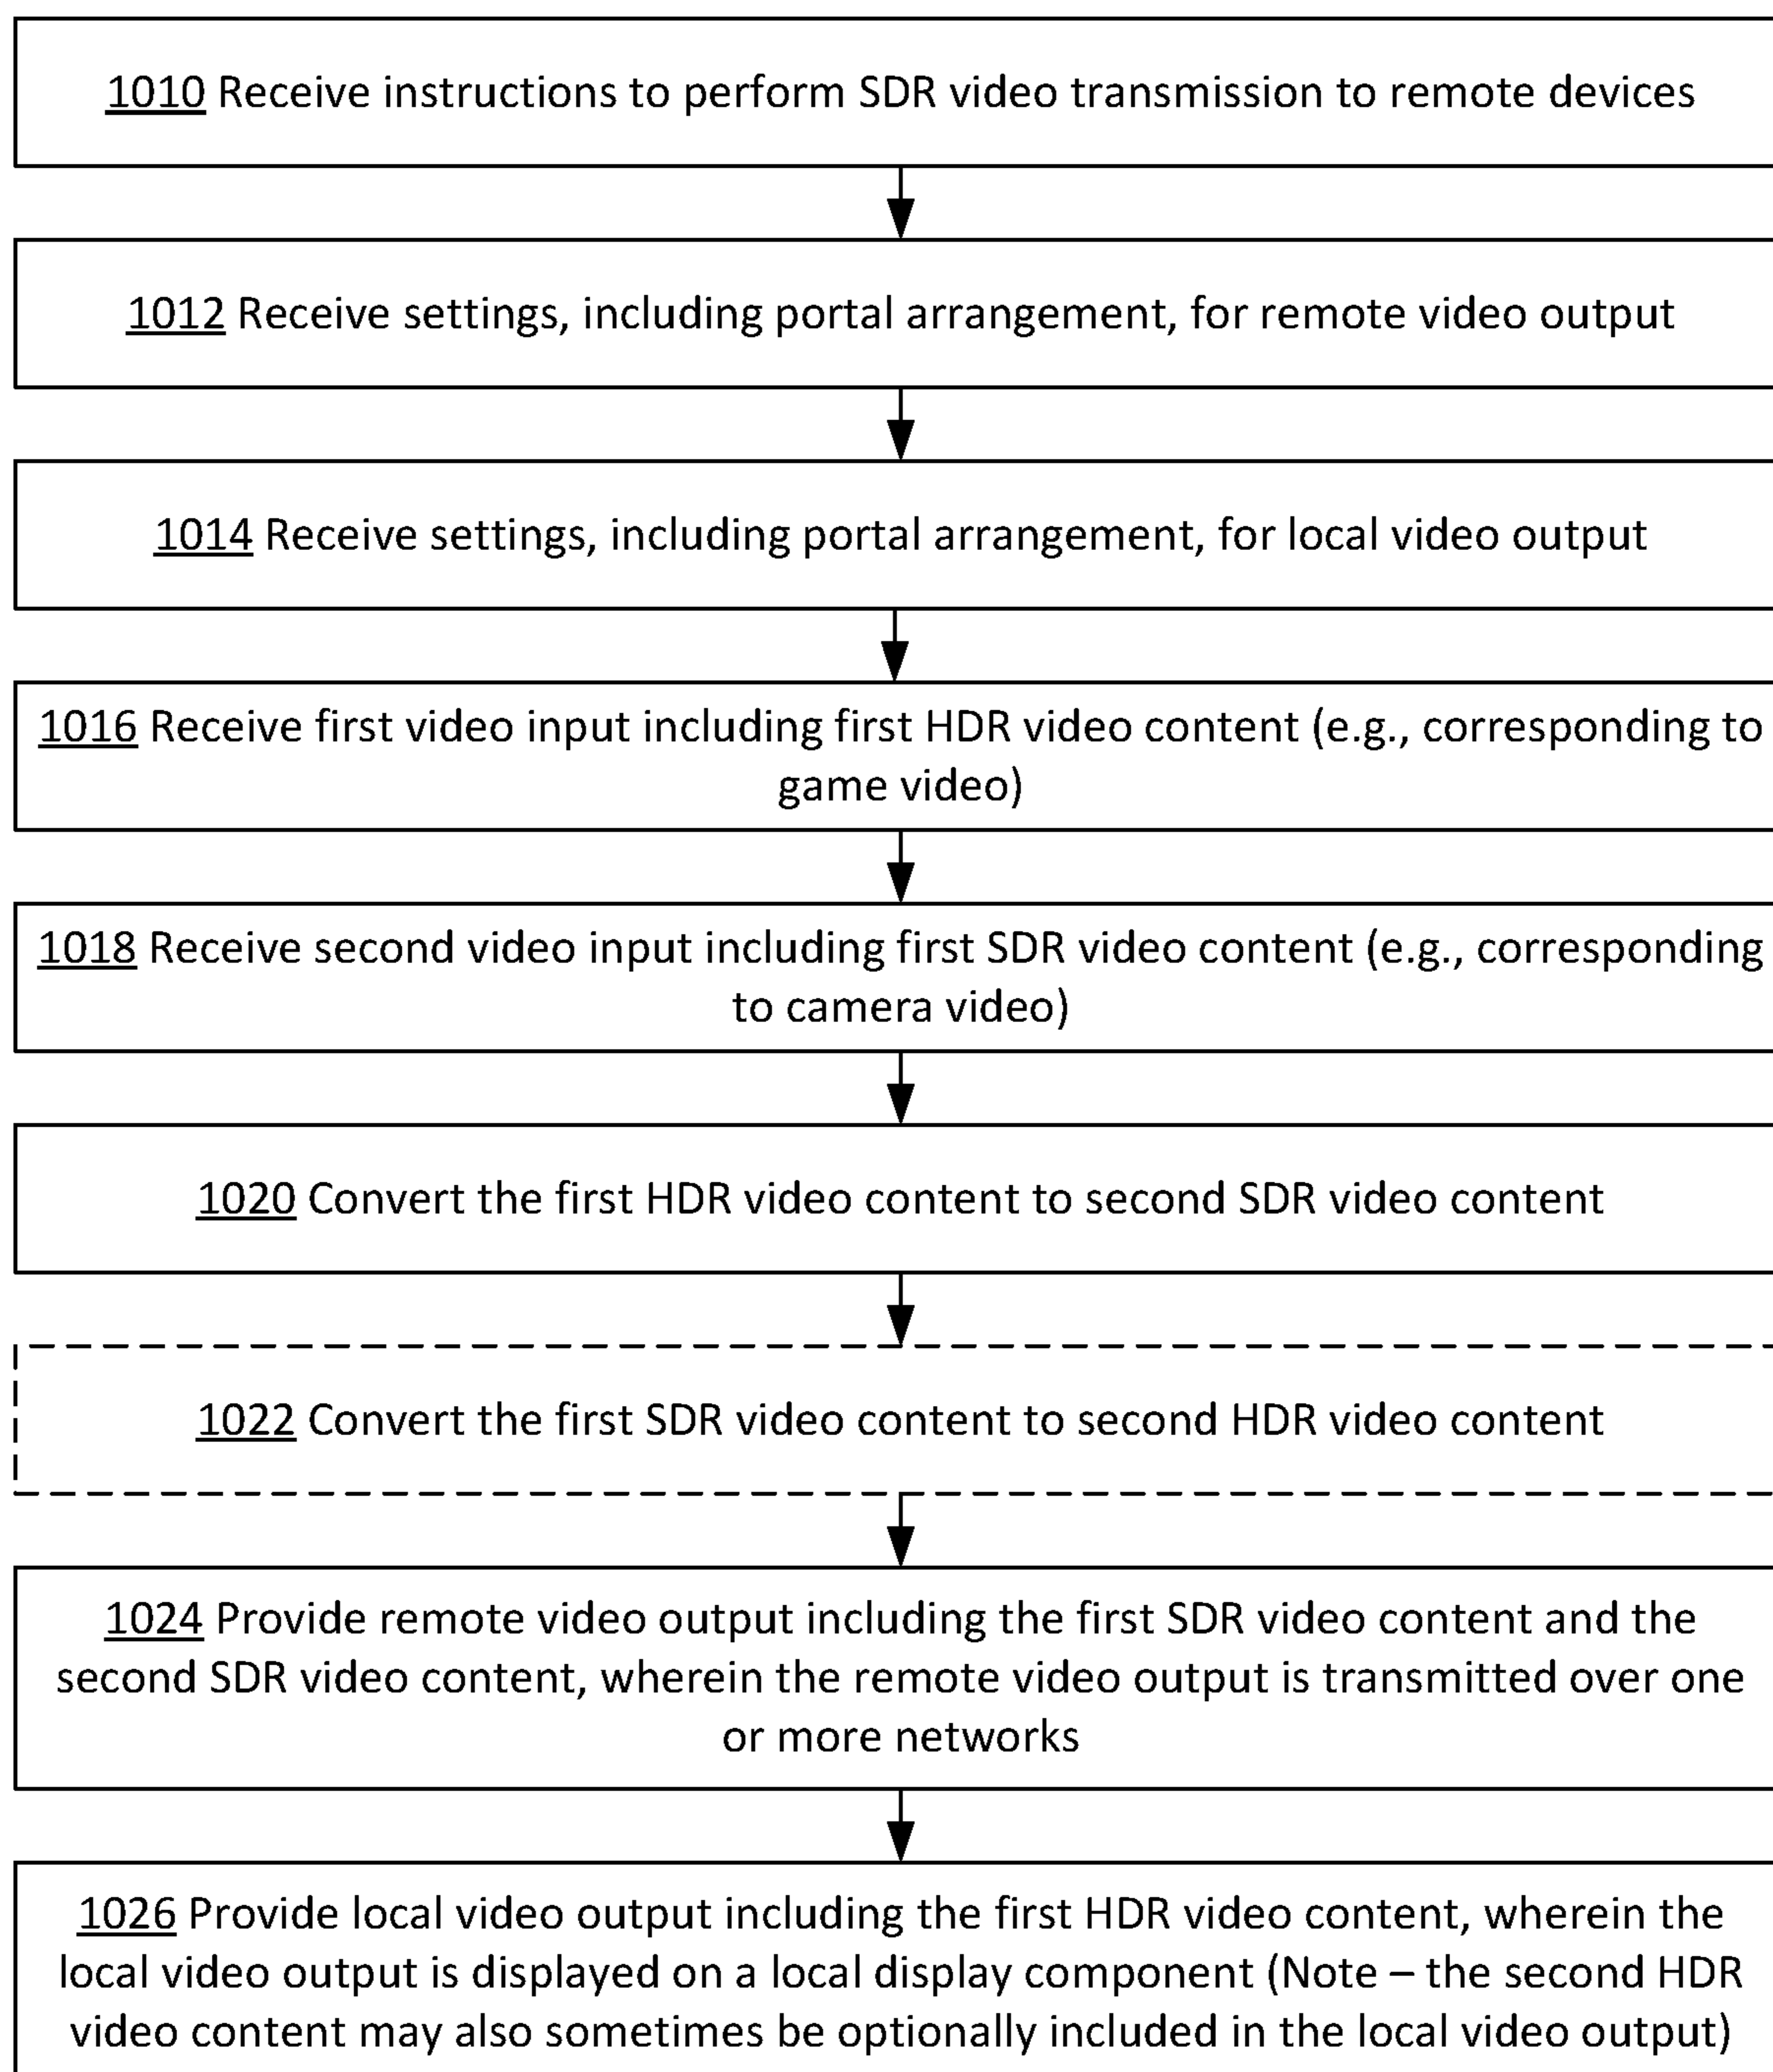 1010 Receive instructions to perform SDR video transmission to remote devices
1012 Receive settings, including portal arrangement, for remote video output
1014 Receive settings, including portal arrangement, for local video output
1016 Receive first video input including first HDR video content (e.g., corresponding to
game video)
1018 Receive second video input including first SDR video content (e.g., corresponding
to camera video)
1020 Convert the first HDR video content to second SDR video content
1022 Convert the first SDR video content to second HDR video content
1024 Provide remote video output including the first SDR video content and the
second SDR video content, wherein the remote video output is transmitted over one
or more networks
1026 Provide local video output including the first HDR video content, wherein the
local video output is displayed on a local display component (Note – the second HDR
video content may also sometimes be optionally included in the local video output)